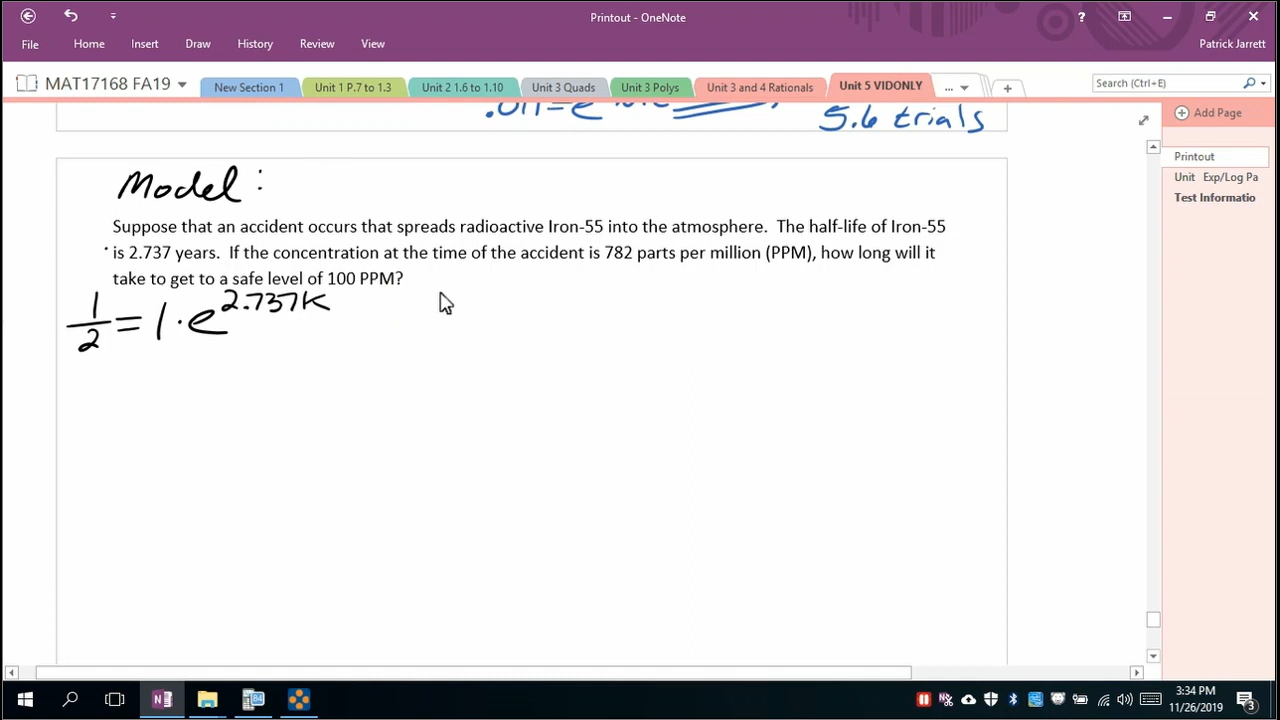 Printout - OneNote
File Home Insert Draw History Review View
Patrick Jarrett
MAT17168 FA19
New Section 1 Unit 1 P.7 to 1.3 Unit 2 1.6 to 1.10 Unit 3 Quads Unit 3 Polys Unit 3 and 4 Rationals Unit 5 VIDONLY ... +
Search (Ctrl+E)
Add Page
Printout
Unit Exp/Log Pa
Test Informatio
5.6 trials
Model:
Suppose that an accident occurs that spreads radioactive Iron-55 into the atmosphere. The half-life of Iron-55
is 2.737 years. If the concentration at the time of the accident is 782 parts per million (PPM), how long will it
take to get to a safe level of 100 PPM?
1/2 = 1 · e^2.737K
3:34 PM
11/26/2019
3